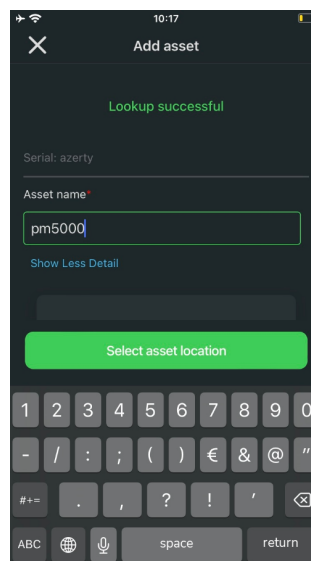 10:17
Add asset
Lookup successful
Serial: azerty
Asset name*
pm5000
Show Less Detail
Select asset location
1 2 3 4 5 6 7 8 9 0
- / : ; ( ) € & @ "
#+= . , ? ! '
ABC space return